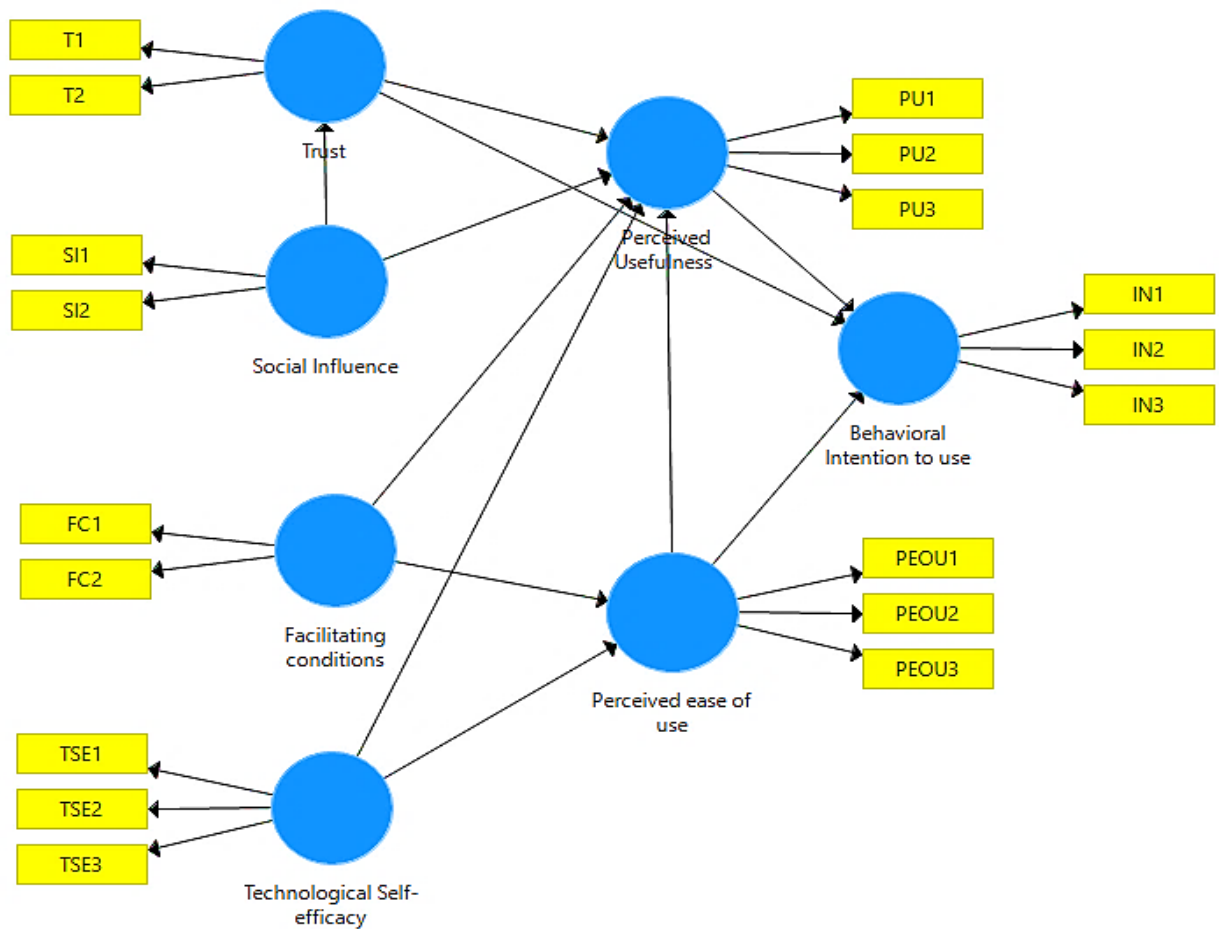 T1
T2
Trust
PU1
PU2
PU3
Perceived
Usefulness
SI1
SI2
Social Influence
IN1
IN2
IN3
Behavioral
Intention to use
FC1
FC2
Facilitating
conditions
PEOU1
PEOU2
PEOU3
Perceived ease of
use
TSE1
TSE2
TSE3
Technological Self-
efficacy